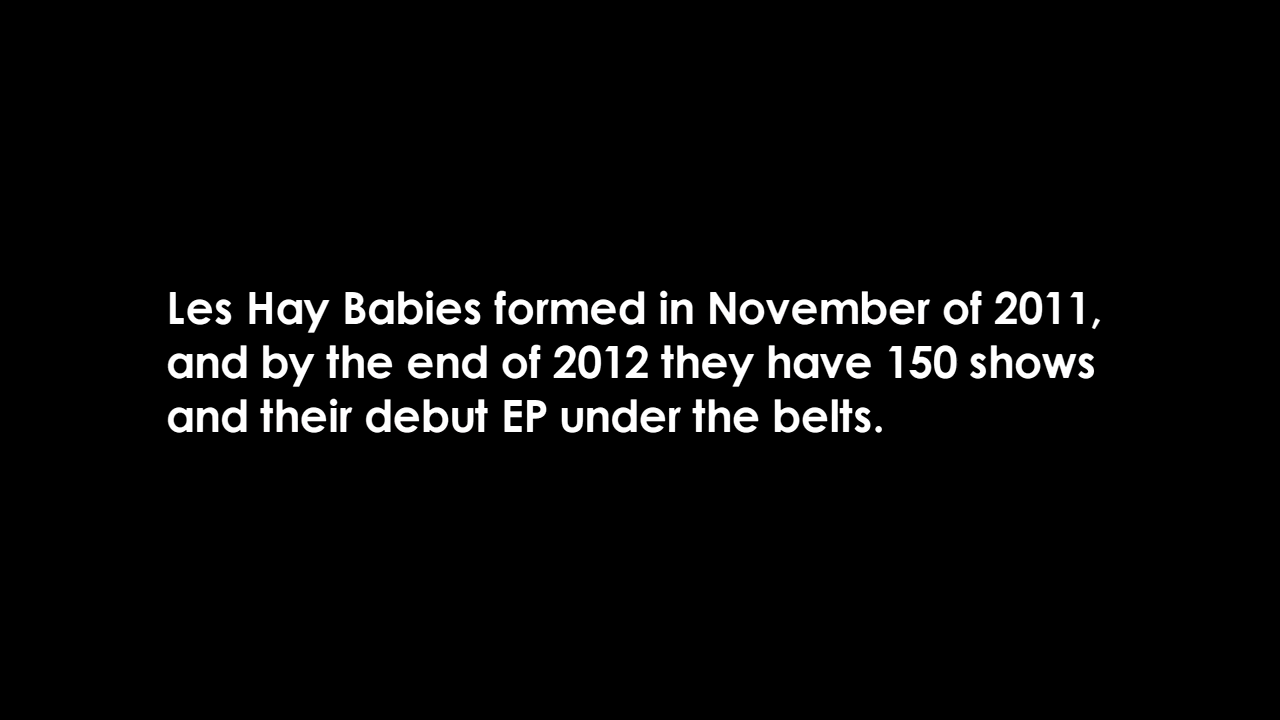 Les Hay Babies formed in November of 2011,
and by the end of 2012 they have 150 shows
and their debut EP under the belts.